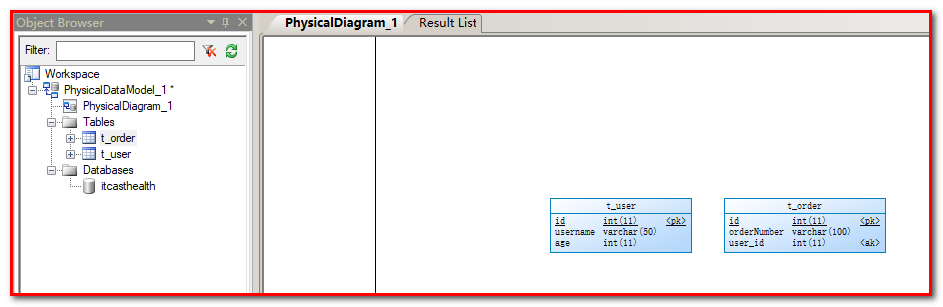 Object Browser
Filter:
Workspace
PhysicalDataModel_1 *
PhysicalDiagram_1
Tables
t_order
t_user
Databases
itcasthealth
PhysicalDiagram_1 Result List
t_user
id int(11) <pk>
username varchar(50)
age int(11)
t_order
id int(11) <pk>
orderNumber varchar(100)
user_id int(11) <ak>